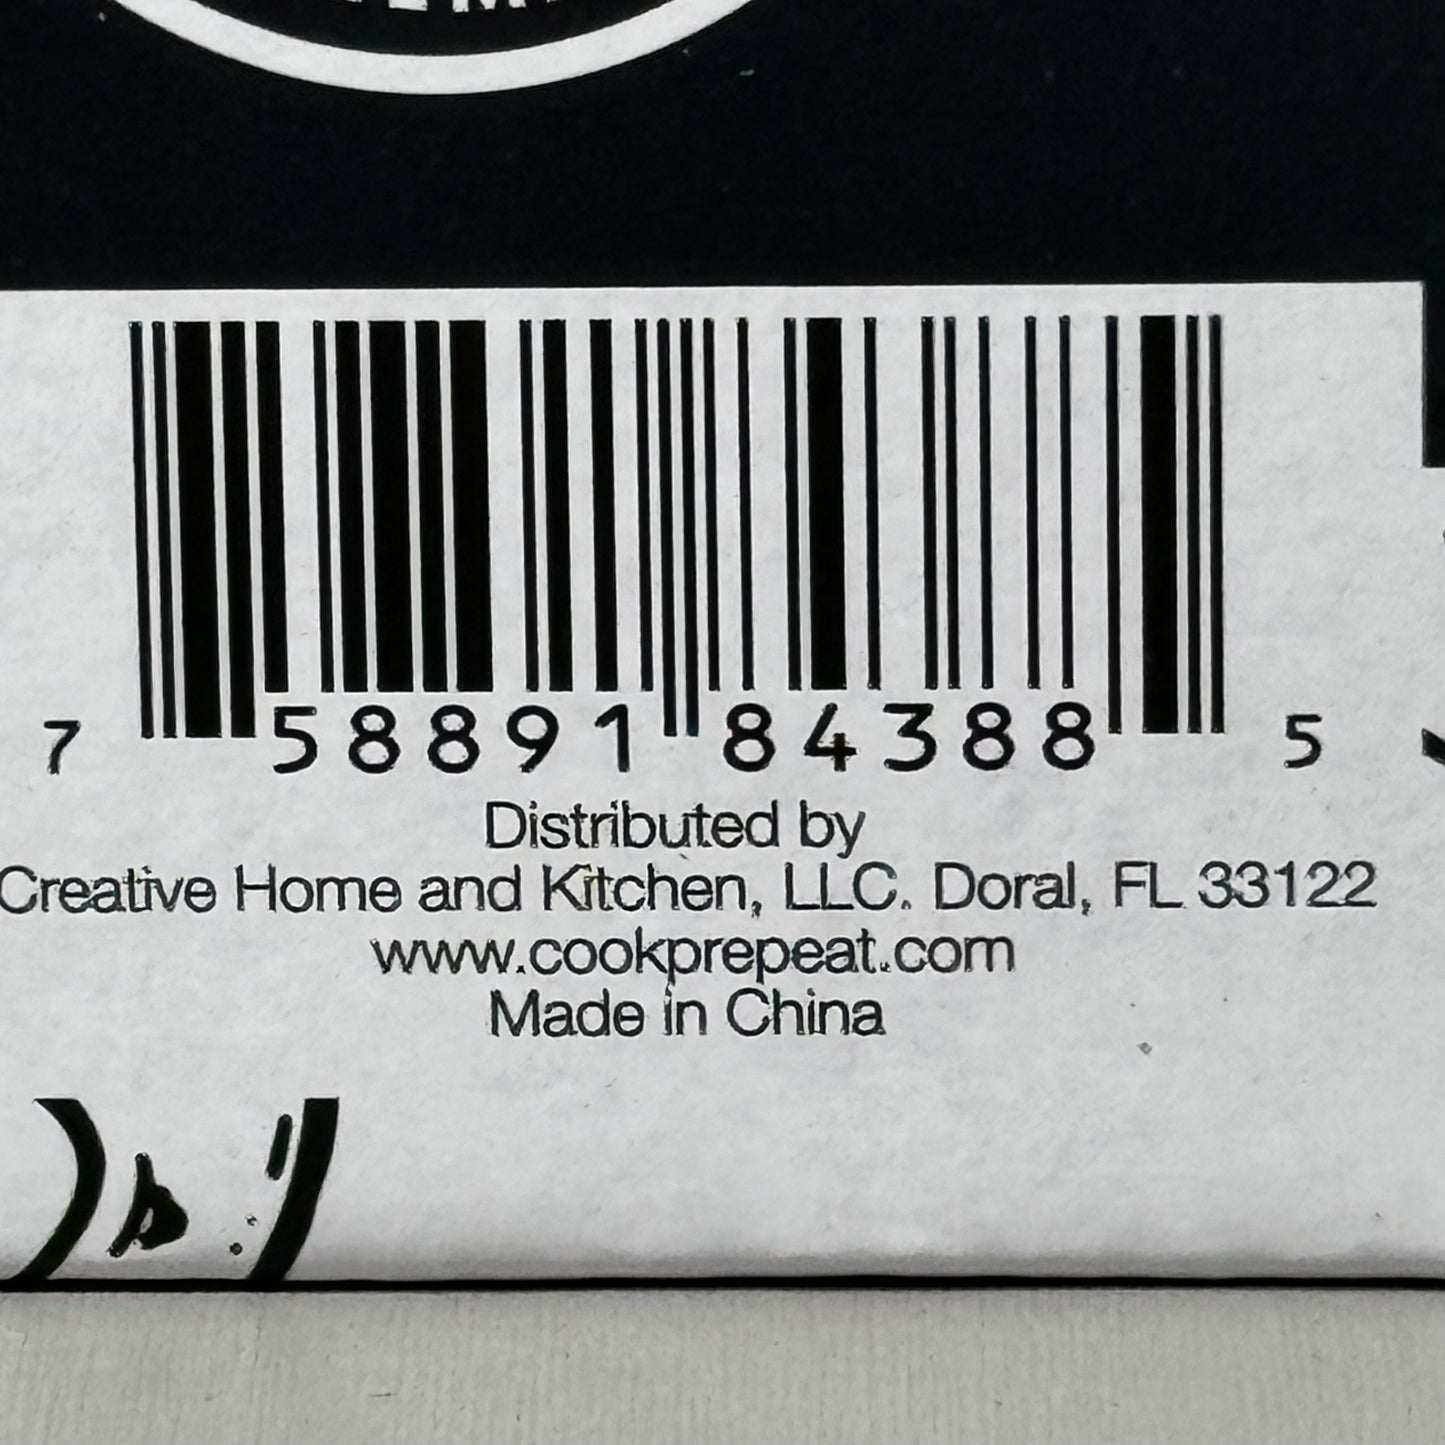 7 58891 84388 5
Distributed by
Creative Home and Kitchen, LLC. Doral, FL 33122
www.cookprepeat.com
Made in China